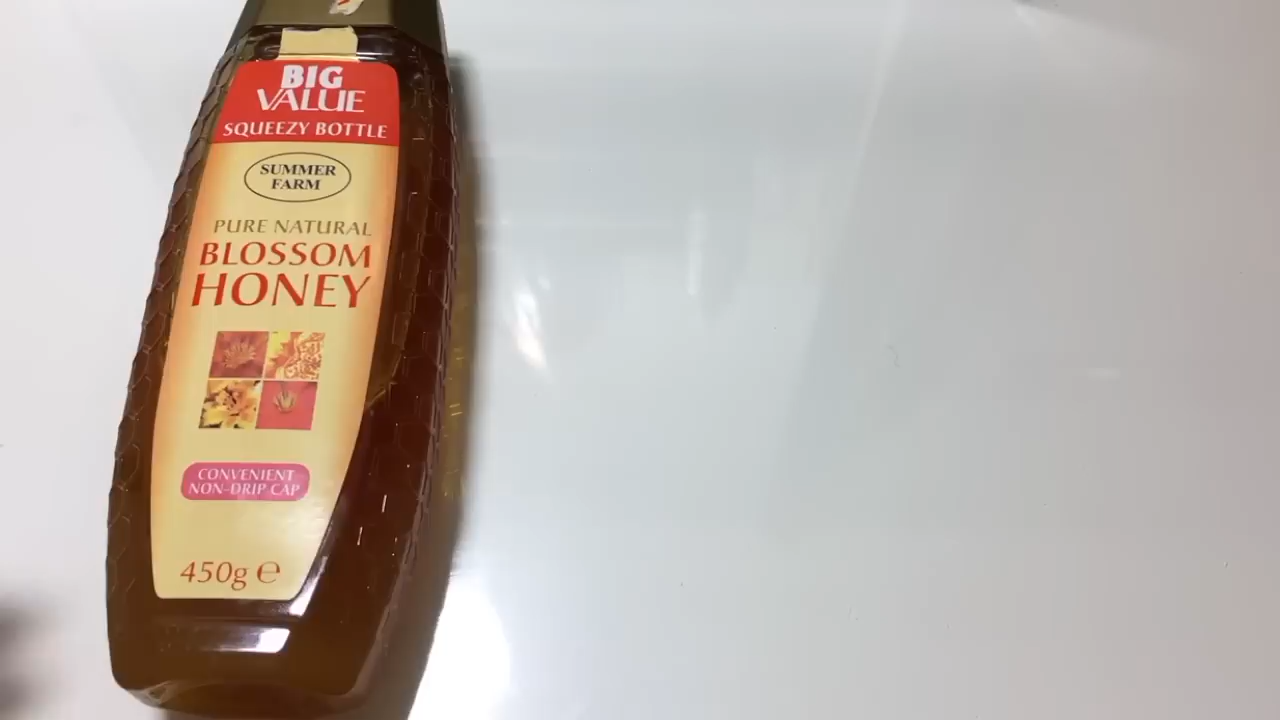 BIG
VALUE
SQUEEZY BOTTLE
SUMMER
FARM
PURE NATURAL
BLOSSOM
HONEY
CONVENIENT
NON-DRIP CAP
450g ℮